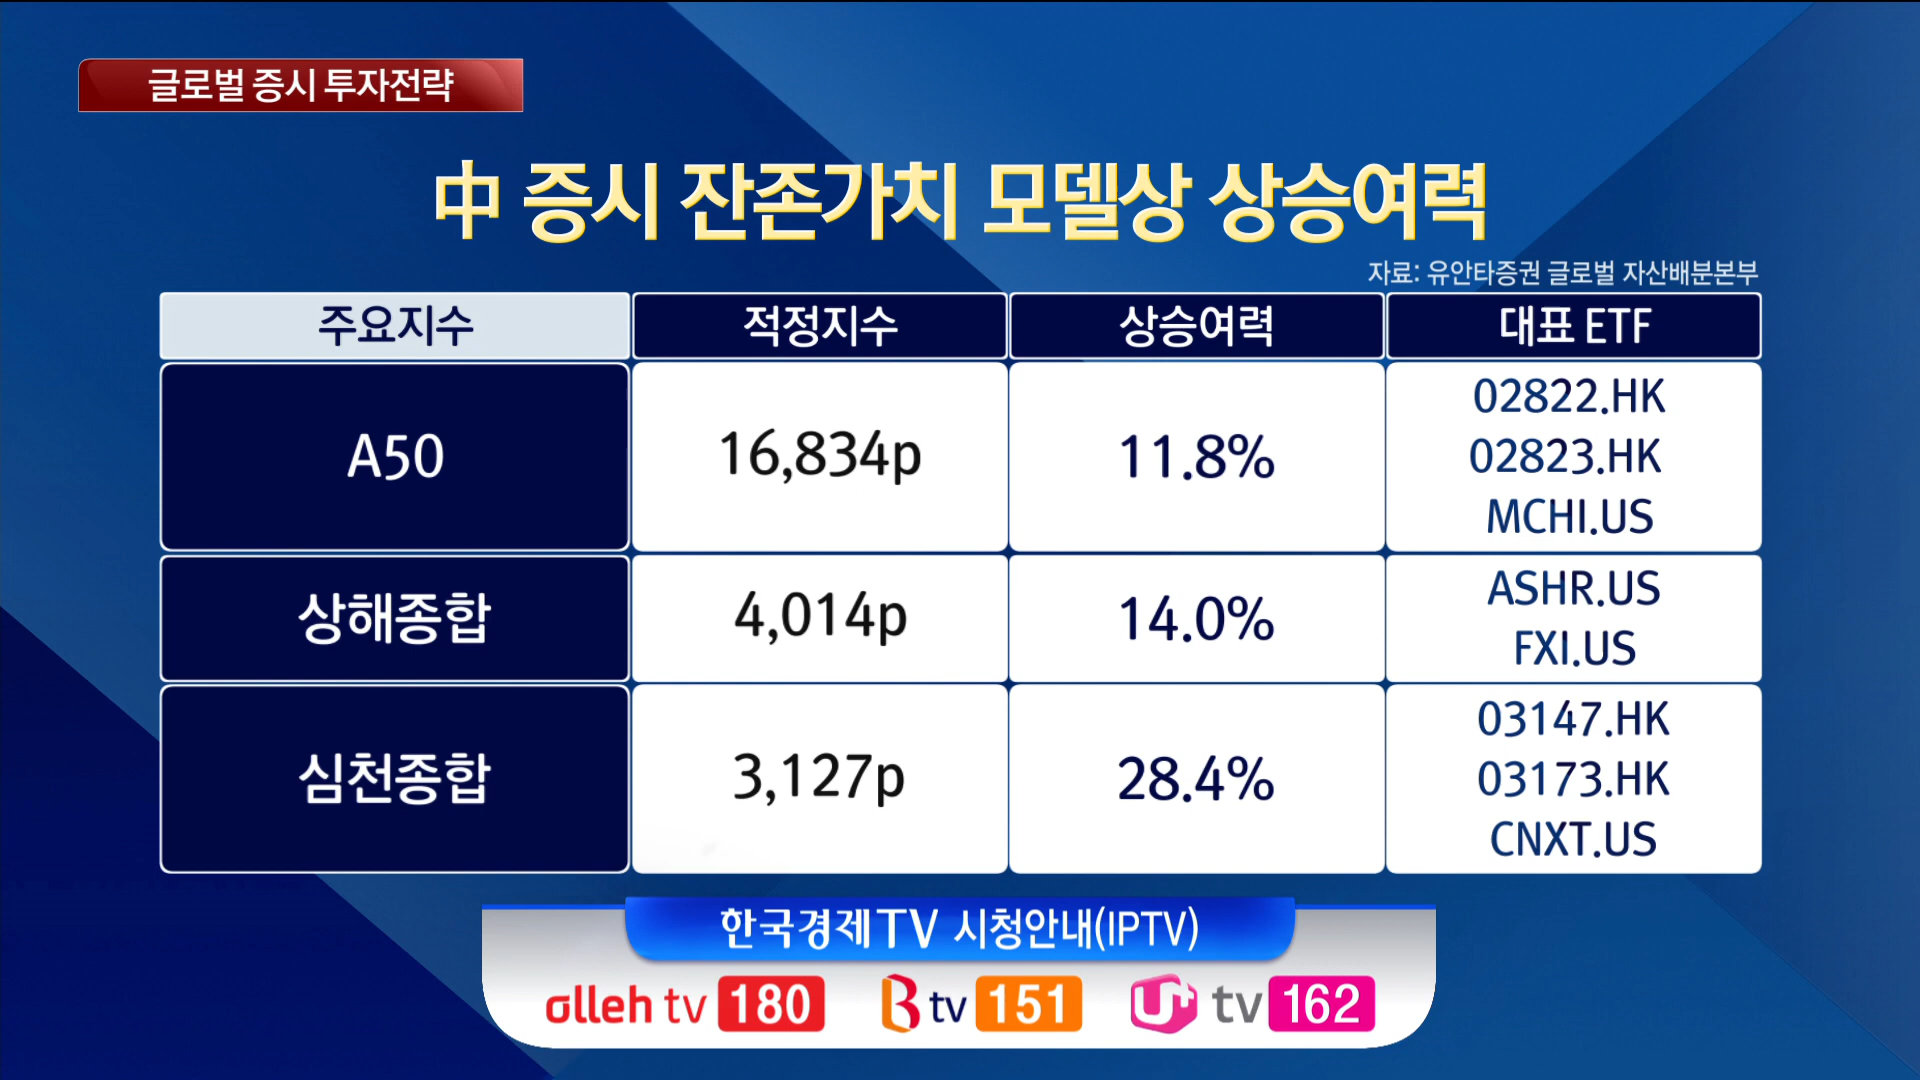 글로벌 증시 투자전략
中 증시 잔존가치 모델상 상승여력
자료: 유안타증권 글로벌 자산배분본부
주요지수 적정지수 상승여력 대표 ETF
A50 16,834p 11.8% 02822.HK
02823.HK
MCHI.US
상해종합 4,014p 14.0% ASHR.US
FXI.US
심천종합 3,127p 28.4% 03147.HK
03173.HK
CNXT.US
한국경제TV 시청안내(IPTV)
olleh tv 180 B tv 151 U+ tv 162